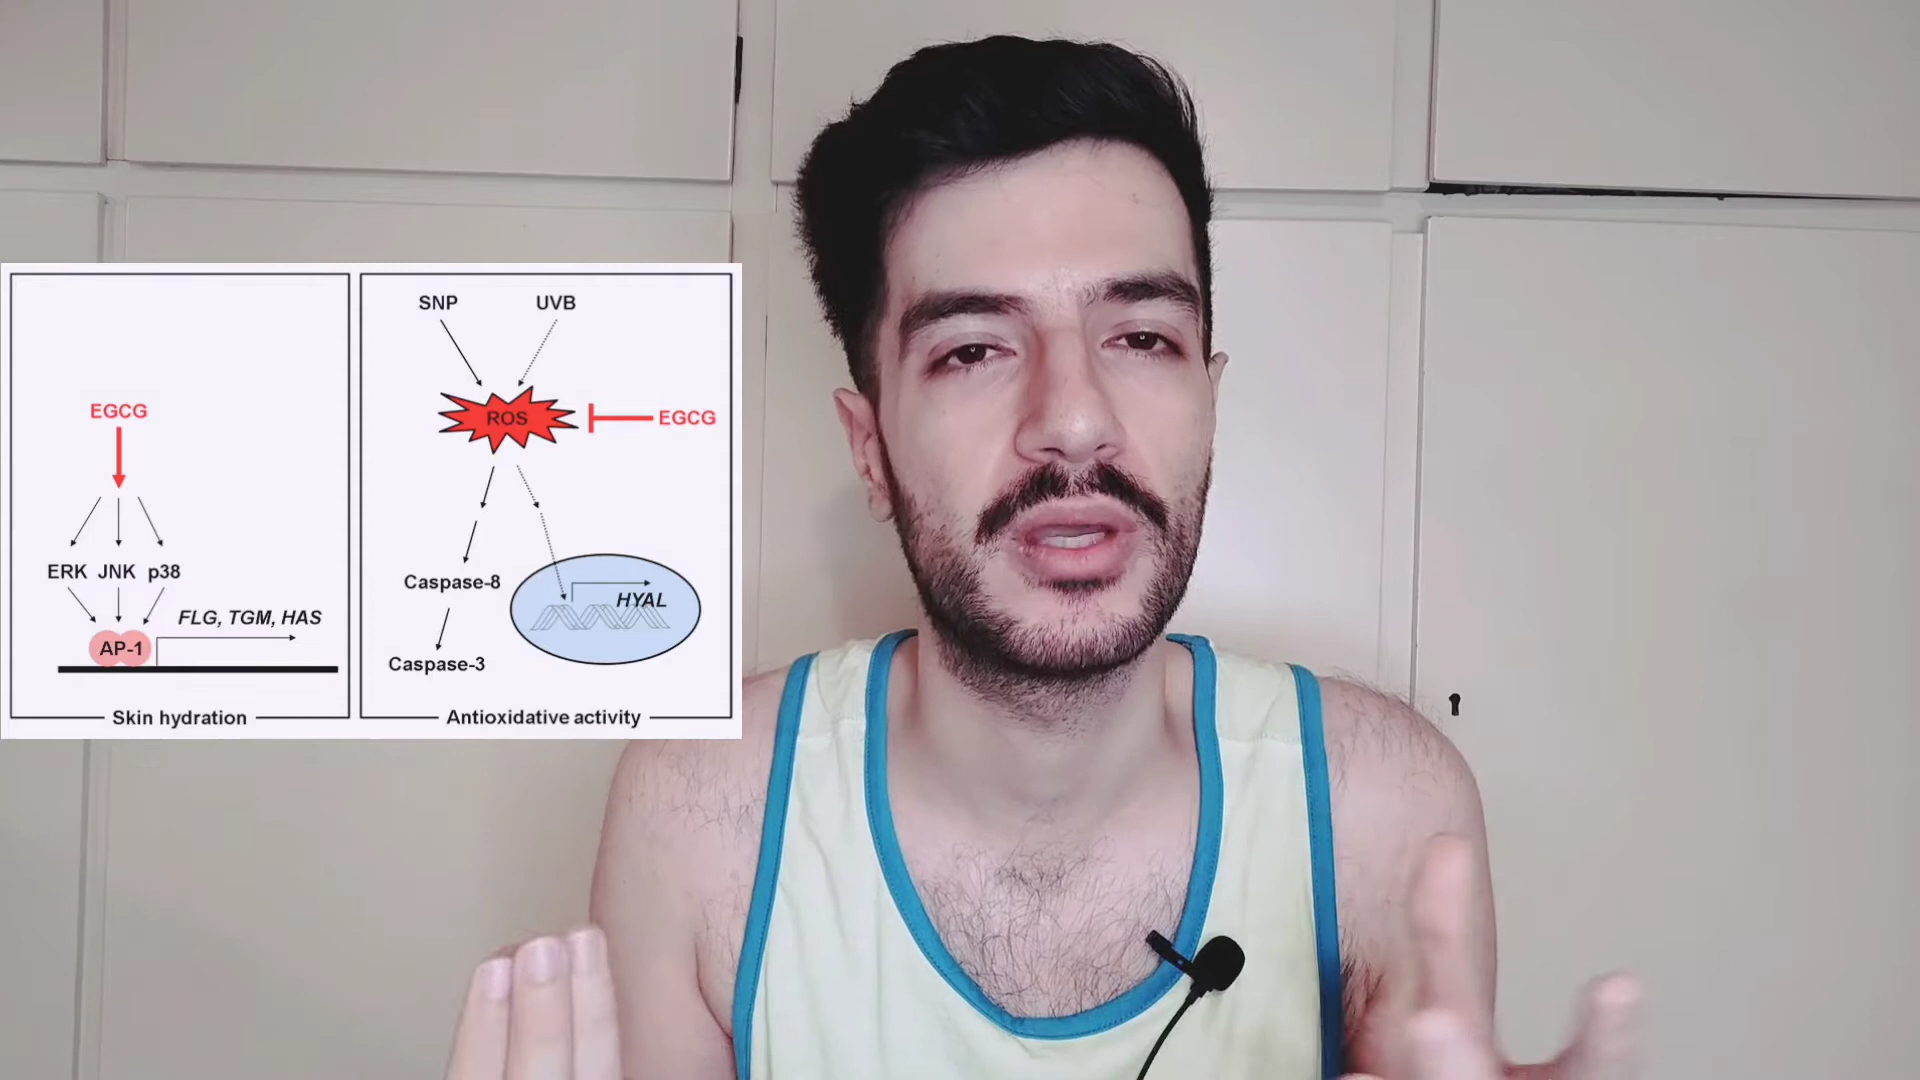 EGCG
ERK JNK p38
FLG, TGM, HAS
AP-1
Skin hydration
SNP UVB
ROS
EGCG
Caspase-8
HYAL
Caspase-3
Antioxidative activity